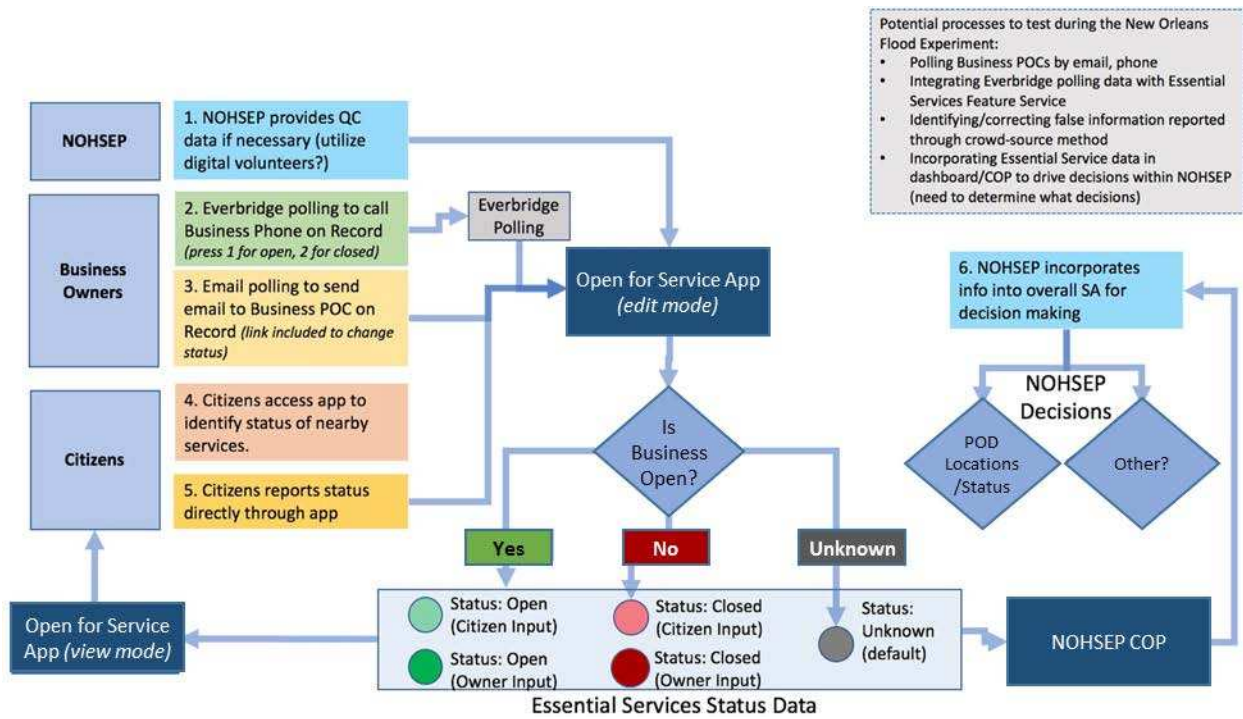 Potential processes to test during the New Orleans
Flood Experiment:
• Polling Business POCs by email, phone
• Integrating Everbridge polling data with Essential
Services Feature Service
• Identifying/correcting false information reported
through crowd-source method
• Incorporating Essential Service data in
dashboard/COP to drive decisions within NOHSEP
(need to determine what decisions)
NOHSEP
1. NOHSEP provides QC
data if necessary (utilize
digital volunteers?)
Business
Owners
2. Everbridge polling to call
Business Phone on Record
(press 1 for open, 2 for closed)
Everbridge
Polling
3. Email polling to send
email to Business POC on
Record (link included to change
status)
Open for Service App
(edit mode)
6. NOHSEP incorporates
info into overall SA for
decision making
NOHSEP
Decisions
POD
Locations
/Status
Other?
Citizens
4. Citizens access app to
identify status of nearby
services.
5. Citizens reports status
directly through app
Is
Business
Open?
Yes
No
Unknown
Open for Service
App (view mode)
Status: Open
(Citizen Input)
Status: Closed
(Citizen Input)
Status:
Unknown
(default)
Status: Open
(Owner Input)
Status: Closed
(Owner Input)
NOHSEP COP
Essential Services Status Data